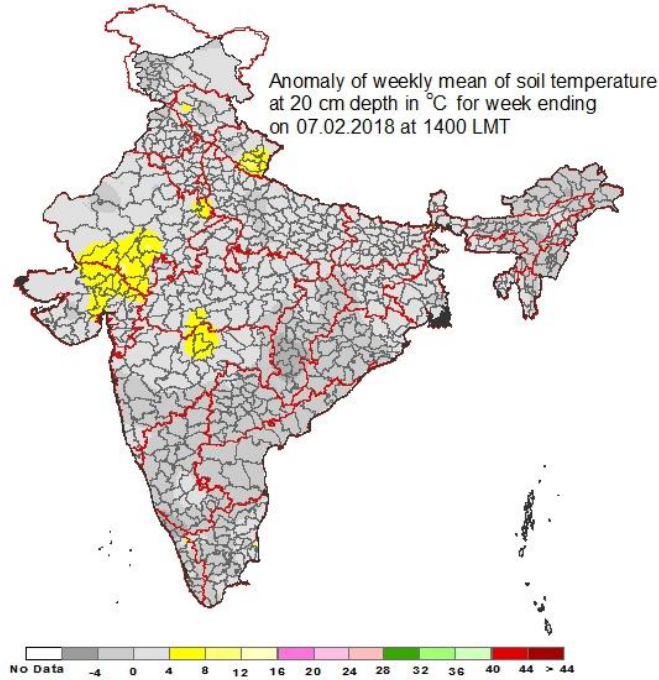 Anomaly of weekly mean of soil temperature
at 20 cm depth in °C for week ending
on 07.02.2018 at 1400 LMT
No Data -4 0 4 8 12 16 20 24 28 32 36 40 44 > 44